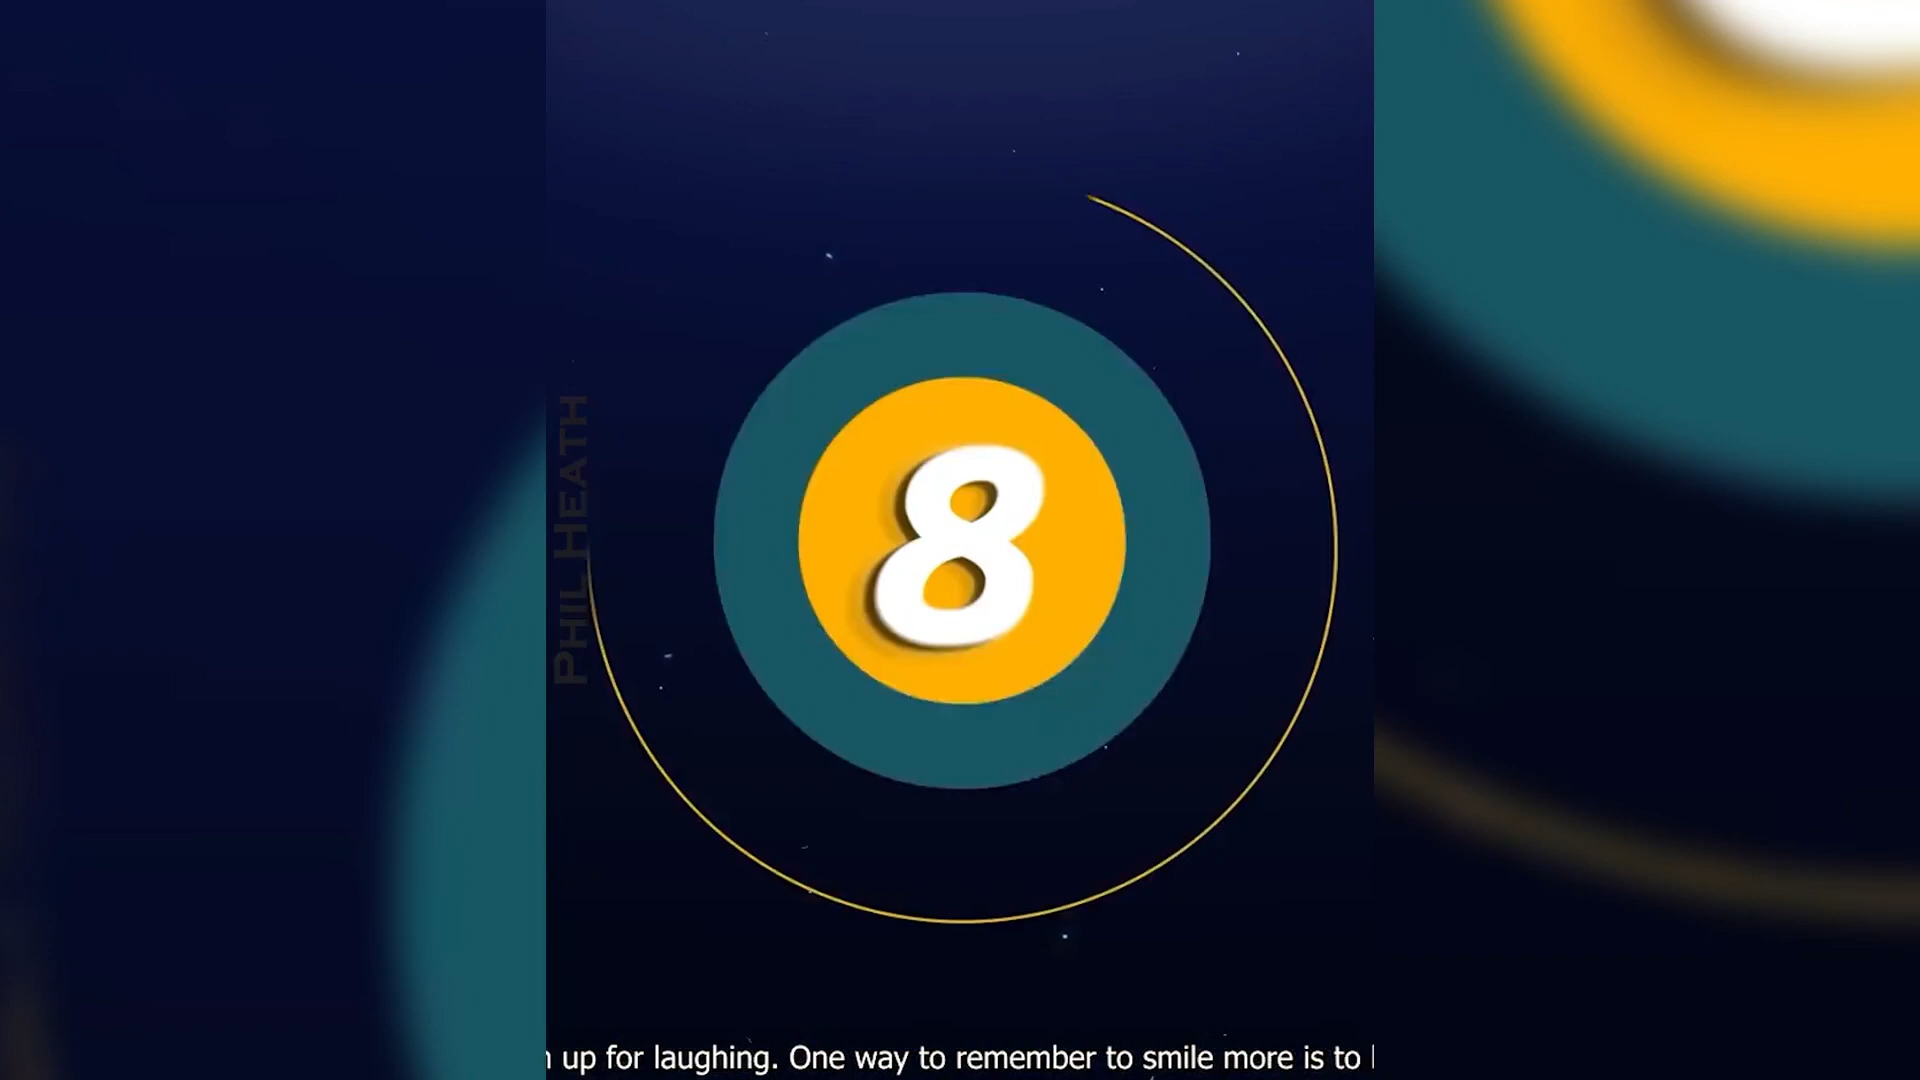 8
PHIL HEATH
up for laughing. One way to remember to smile more is to